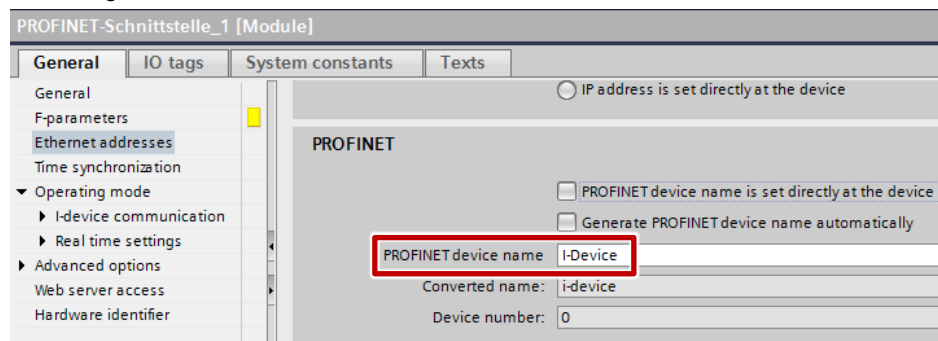 PROFINET-Schnittstelle_1 [Module]
General IO tags System constants Texts
General
F-parameters
Ethernet addresses
Time synchronization
Operating mode
I-device communication
Real time settings
Advanced options
Web server access
Hardware identifier
IP address is set directly at the device
PROFINET
PROFINET device name is set directly at the device
Generate PROFINET device name automatically
PROFINET device name I-Device
Converted name: i-device
Device number: 0